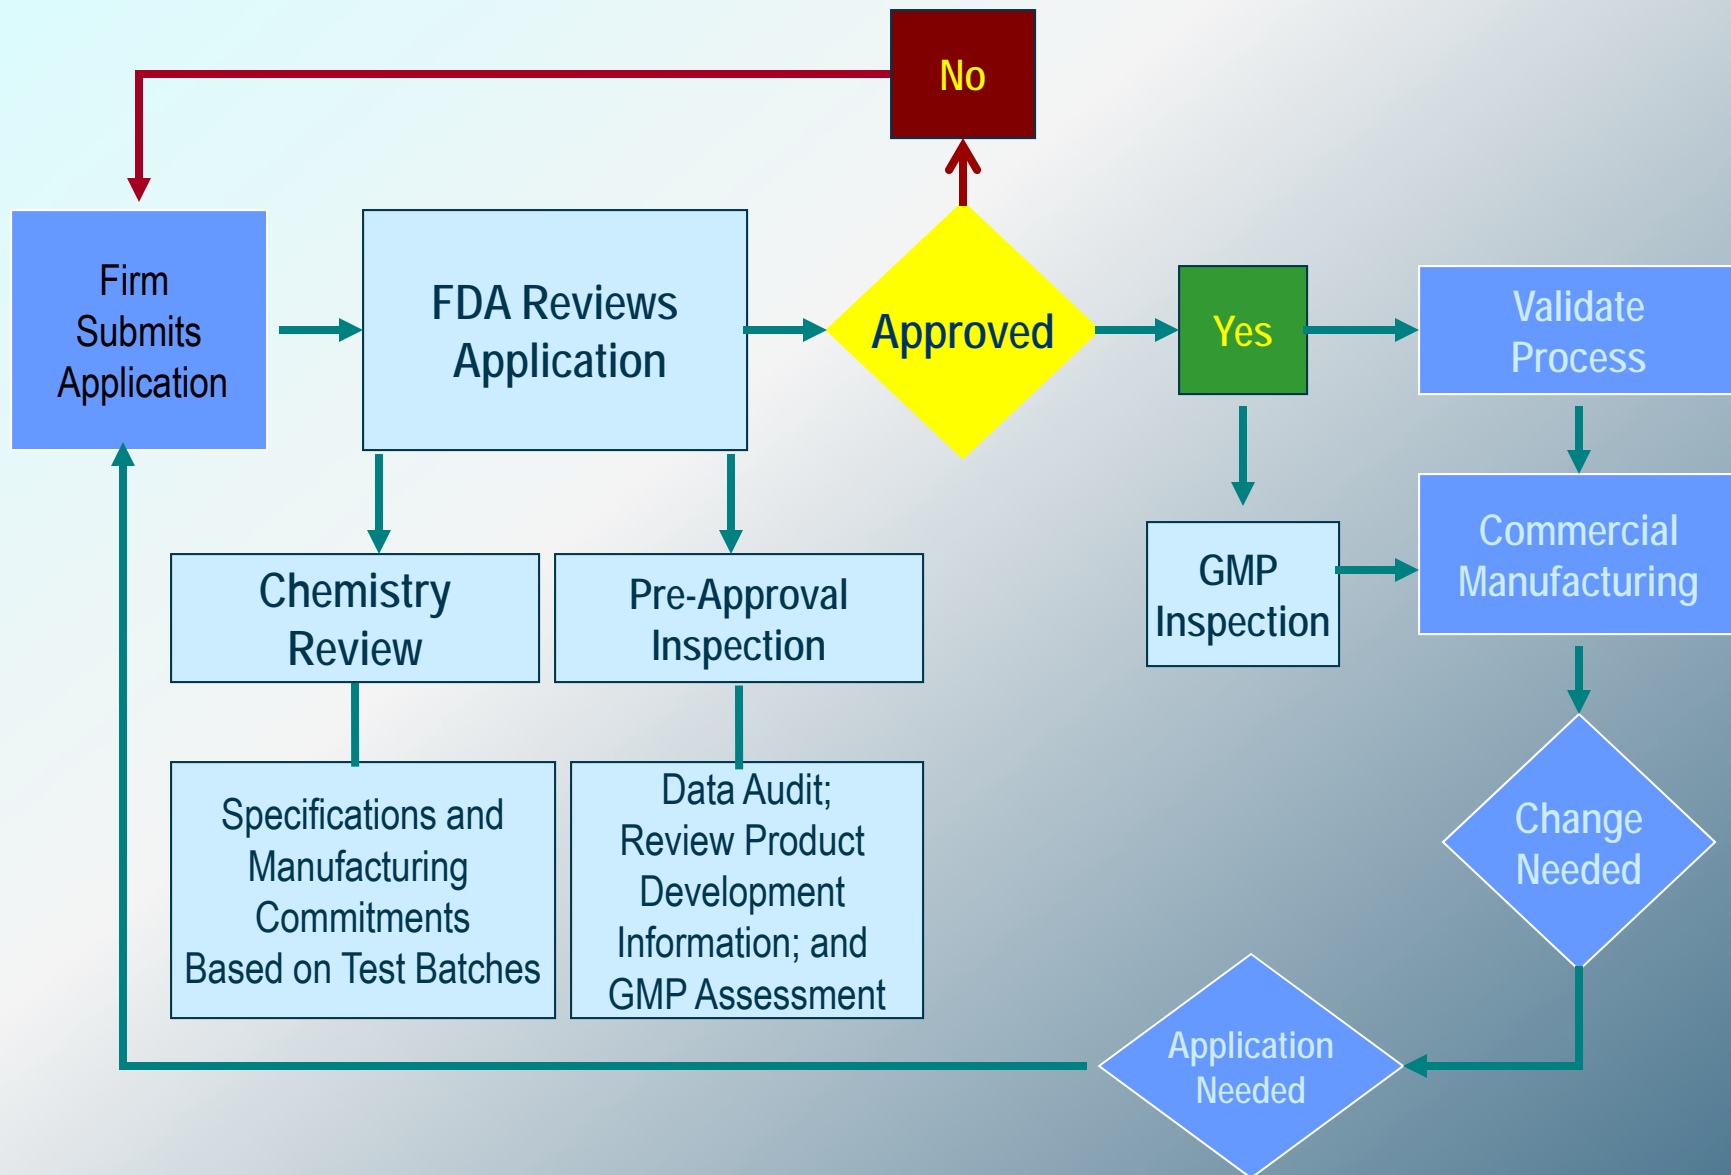 No
Firm
Submits
Application
FDA Reviews
Application
Approved
Yes
Validate
Process
Chemistry
Review
Pre-Approval
Inspection
GMP
Inspection
Commercial
Manufacturing
Specifications and
Manufacturing
Commitments
Based on Test Batches
Data Audit;
Review Product
Development
Information; and
GMP Assessment
Change
Needed
Application
Needed